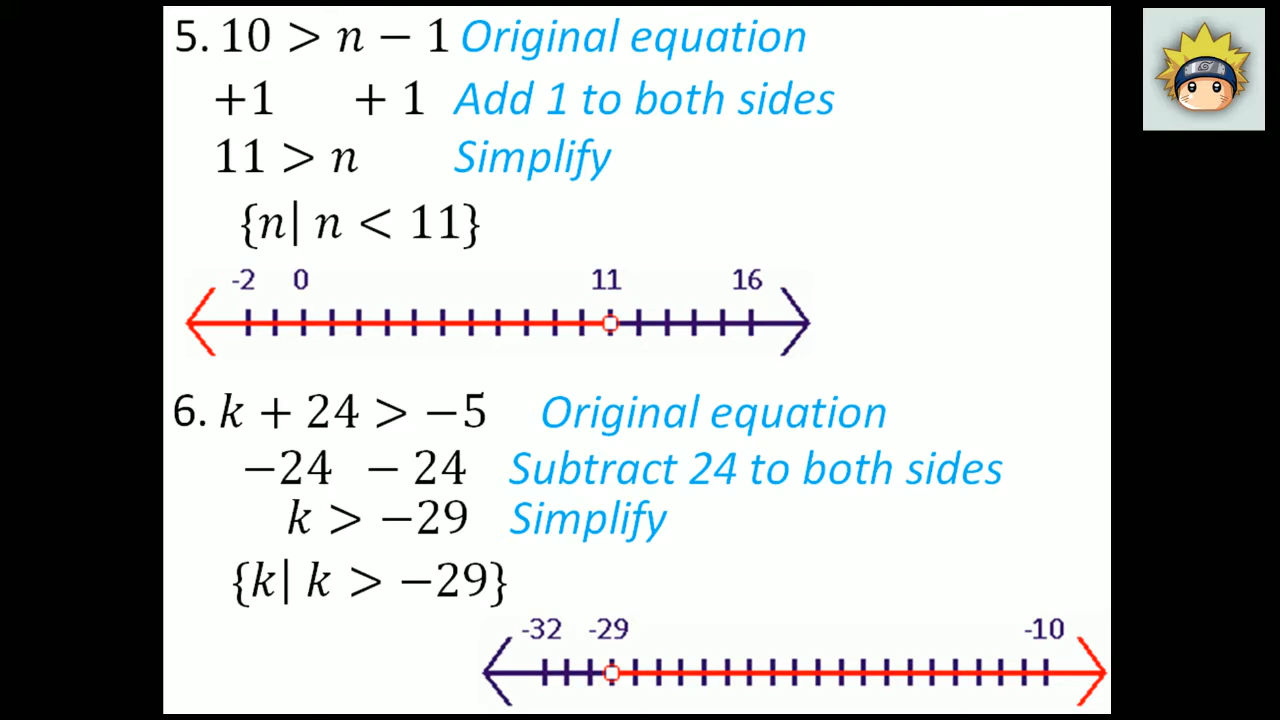 5. 10 > n − 1 Original equation
+1 + 1 Add 1 to both sides
11 > n Simplify
{n| n < 11}
-2 0 11 16
6. k + 24 > −5 Original equation
−24 − 24 Subtract 24 to both sides
k > −29 Simplify
{k| k > −29}
-32 -29 -10